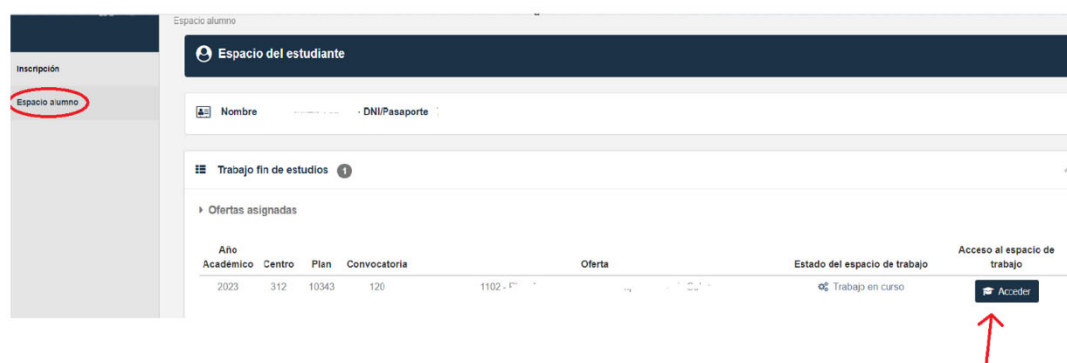 Espacio alumno
Espacio del estudiante
Inscripción
Espacio alumno
Nombre - DNI/Pasaporte
Trabajo fin de estudios 1
Ofertas asignadas
Año Académico Centro Plan Convocatoria Oferta Estado del espacio de trabajo Acceso al espacio de trabajo
2023 312 10343 120 1102 - Trabajo en curso Acceder